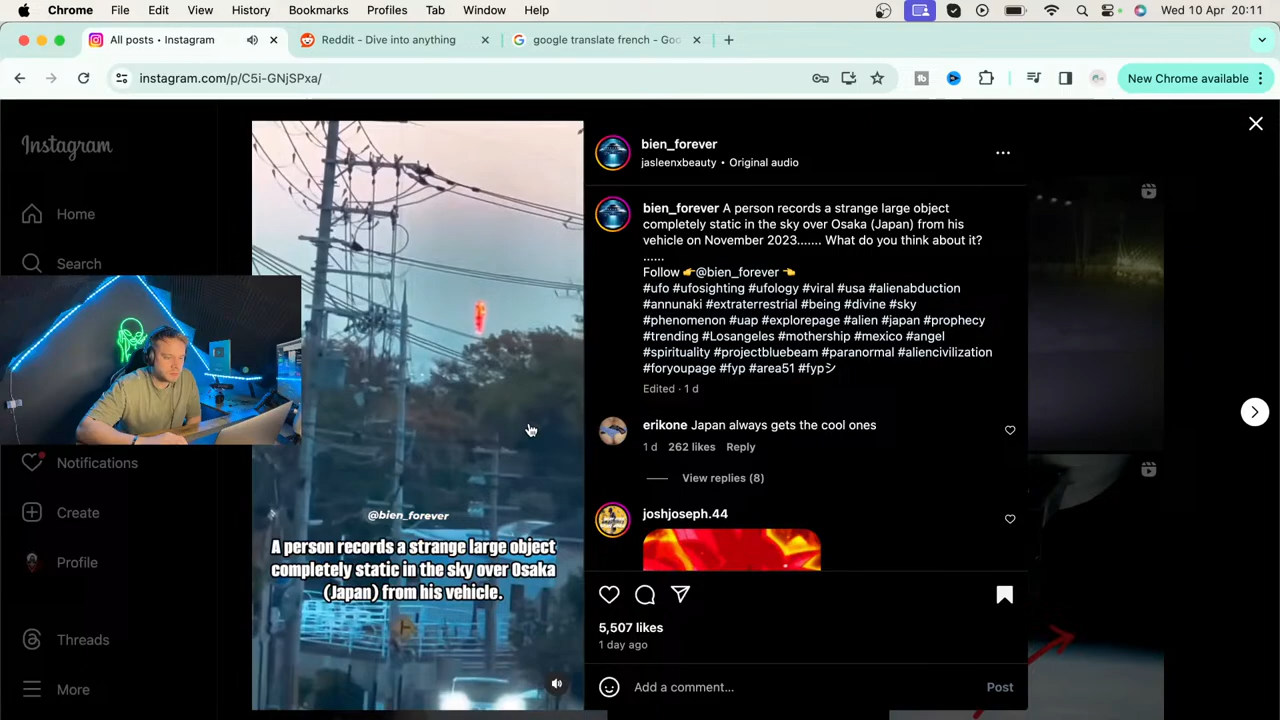 Chrome File Edit View History Bookmarks Profiles Tab Window Help Wed 10 Apr 20:11
All posts • Instagram Reddit - Dive into anything google translate french - Goo
instagram.com/p/C5i-GNjSPxa/ New Chrome available
Instagram
Home
Search
Notifications
Create
Profile
Threads
More
@bien_forever
A person records a strange large object
completely static in the sky over Osaka
(Japan) from his vehicle.
bien_forever
jasleenxbeauty • Original audio
bien_forever A person records a strange large object
completely static in the sky over Osaka (Japan) from his
vehicle on November 2023....... What do you think about it?
......
Follow 👉@bien_forever 👈
#ufo #ufosighting #ufology #viral #usa #alienabduction
#annunaki #extraterrestrial #being #divine #sky
#phenomenon #uap #explorepage #alien #japan #prophecy
#trending #Losangeles #mothership #mexico #angel
#spirituality #projectbluebeam #paranormal #aliencivilization
#foryoupage #fyp #area51 #fypシ
Edited · 1 d
erikone Japan always gets the cool ones
1 d 262 likes Reply
View replies (8)
joshjoseph.44
5,507 likes
1 day ago
Add a comment... Post